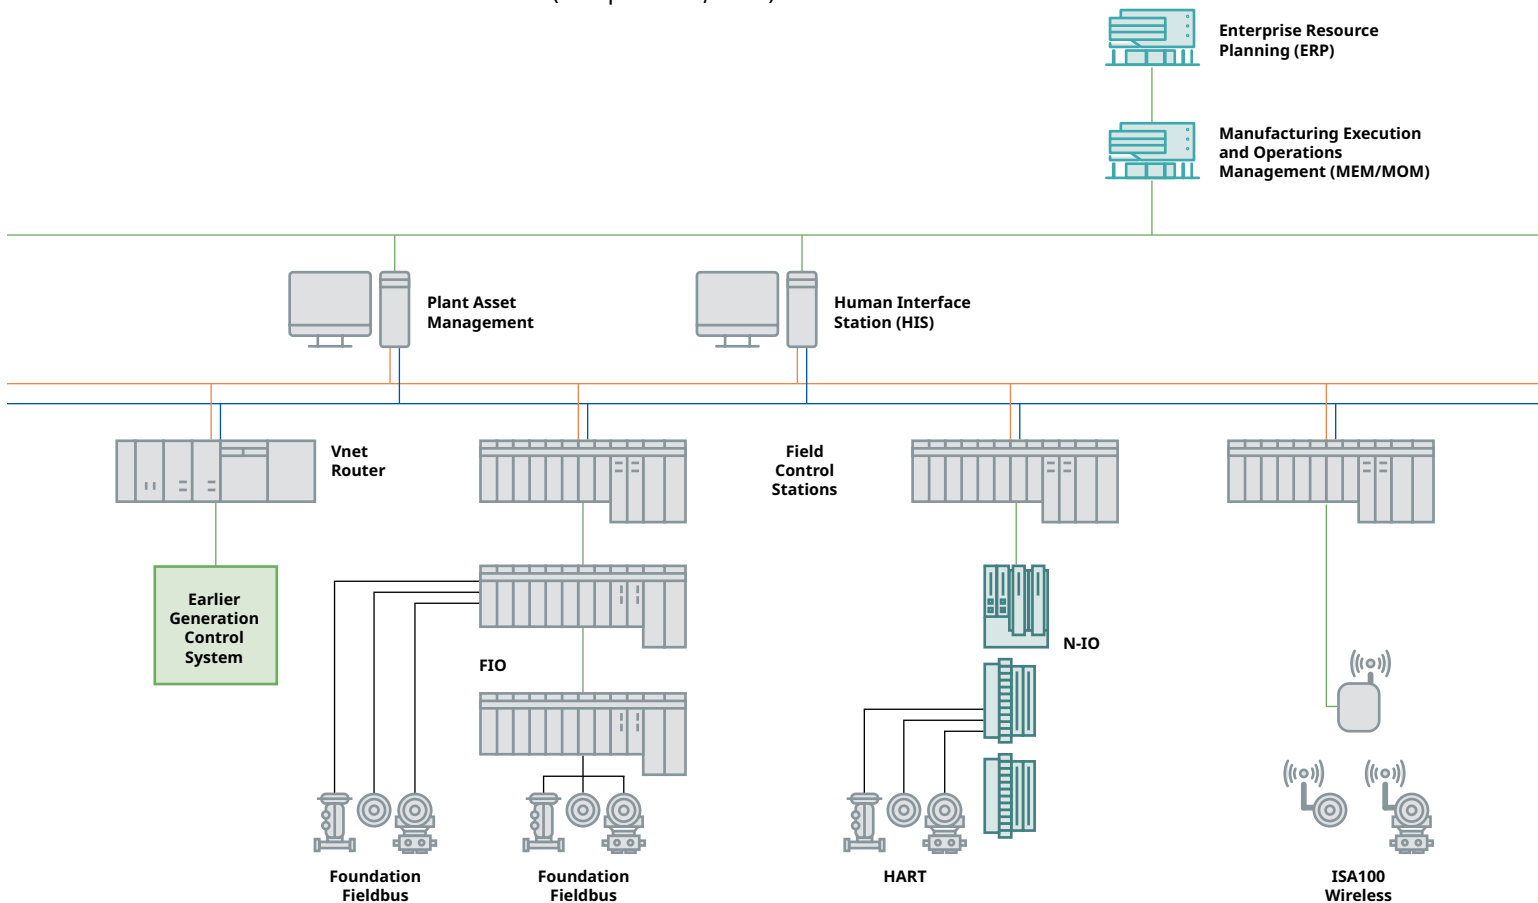 Enterprise Resource
Planning (ERP)
Manufacturing Execution
and Operations
Management (MEM/MOM)
Plant Asset
Management
Human Interface
Station (HIS)
Vnet
Router
Field
Control
Stations
Earlier
Generation
Control
System
FIO
N-IO
Foundation
Fieldbus
Foundation
Fieldbus
HART
ISA100
Wireless